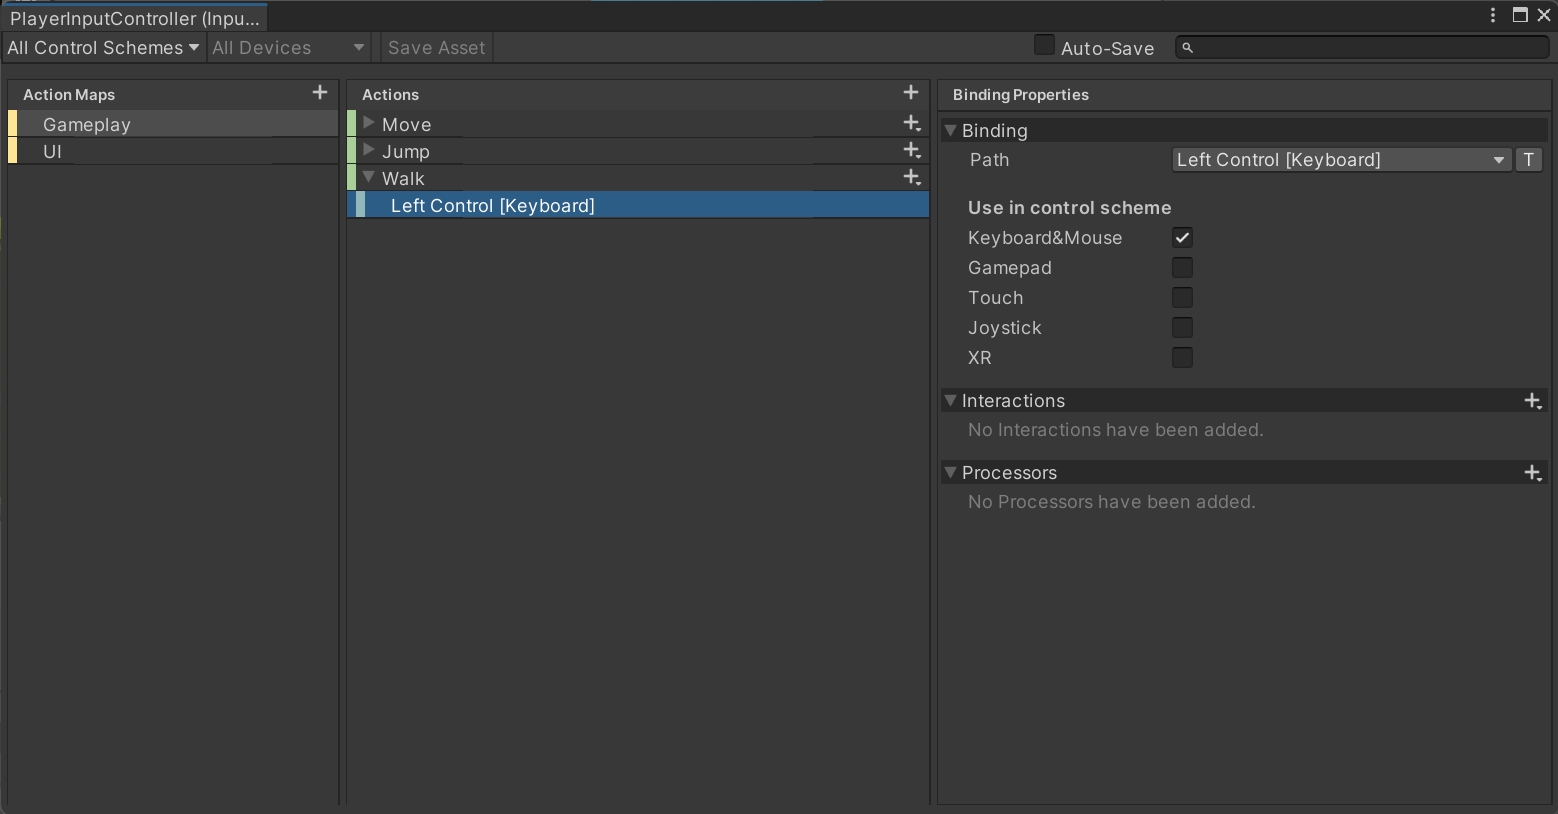 PlayerInputController (Inpu...
All Control Schemes All Devices Save Asset Auto-Save
Action Maps
Gameplay
UI
Actions
Move
Jump
Walk
Left Control [Keyboard]
Binding Properties
Binding
Path Left Control [Keyboard] T
Use in control scheme
Keyboard&Mouse
Gamepad
Touch
Joystick
XR
Interactions
No Interactions have been added.
Processors
No Processors have been added.